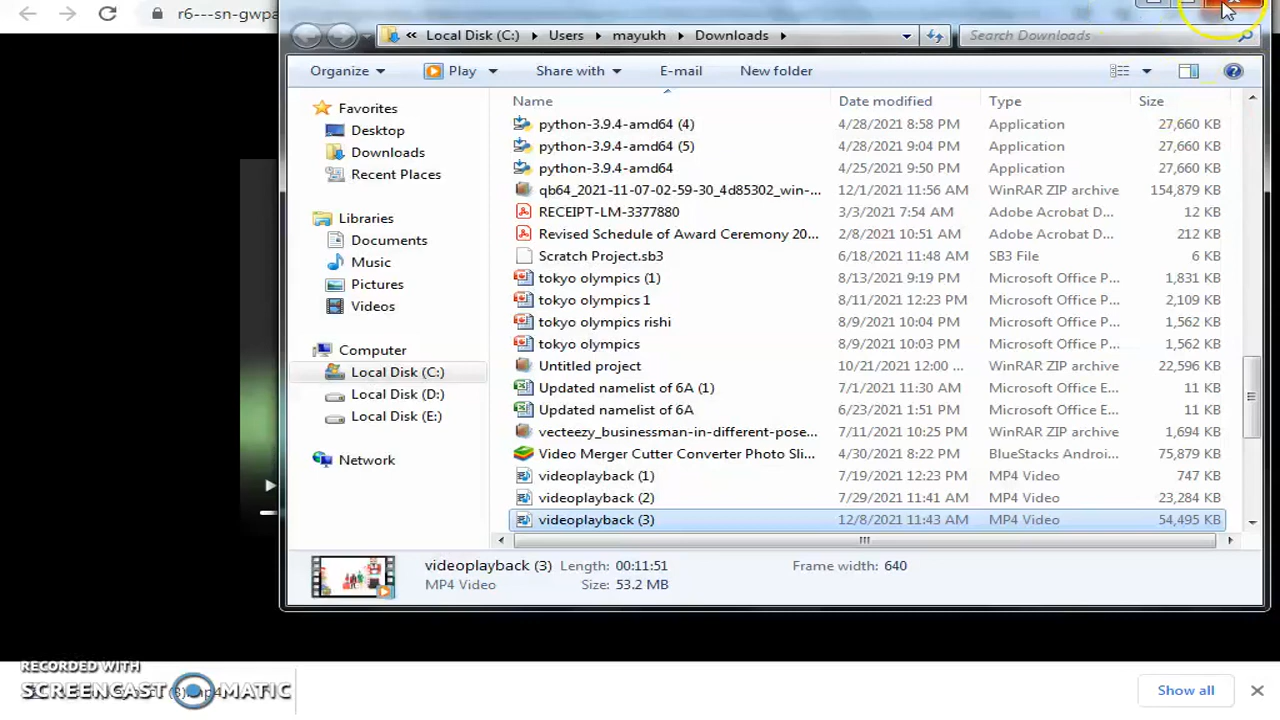 r6---sn-gwpa
Local Disk (C:) Users mayukh Downloads
Search Downloads
Organize Play Share with E-mail New folder
Name Date modified Type Size
Favorites
Desktop
Downloads
Recent Places
Libraries
Documents
Music
Pictures
Videos
Computer
Local Disk (C:)
Local Disk (D:)
Local Disk (E:)
Network
python-3.9.4-amd64 (4) 4/28/2021 8:58 PM Application 27,660 KB
python-3.9.4-amd64 (5) 4/28/2021 9:04 PM Application 27,660 KB
python-3.9.4-amd64 4/25/2021 9:50 PM Application 27,660 KB
qb64_2021-11-07-02-59-30_4d85302_win-... 12/1/2021 11:56 AM WinRAR ZIP archive 154,879 KB
RECEIPT-LM-3377880 3/3/2021 7:54 AM Adobe Acrobat D... 12 KB
Revised Schedule of Award Ceremony 20... 2/8/2021 10:51 AM Adobe Acrobat D... 212 KB
Scratch Project.sb3 6/18/2021 11:48 AM SB3 File 6 KB
tokyo olympics (1) 8/13/2021 9:19 PM Microsoft Office P... 1,831 KB
tokyo olympics 1 8/11/2021 12:23 PM Microsoft Office P... 2,109 KB
tokyo olympics rishi 8/9/2021 10:04 PM Microsoft Office P... 1,562 KB
tokyo olympics 8/9/2021 10:03 PM Microsoft Office P... 1,562 KB
Untitled project 10/21/2021 12:00 ... WinRAR ZIP archive 22,596 KB
Updated namelist of 6A (1) 7/1/2021 11:30 AM Microsoft Office E... 11 KB
Updated namelist of 6A 6/23/2021 1:51 PM Microsoft Office E... 11 KB
vecteezy_businessman-in-different-pose... 7/11/2021 10:25 PM WinRAR ZIP archive 1,694 KB
Video Merger Cutter Converter Photo Sli... 4/30/2021 8:22 PM BlueStacks Androi... 75,879 KB
videoplayback (1) 7/19/2021 12:23 PM MP4 Video 747 KB
videoplayback (2) 7/29/2021 11:41 AM MP4 Video 23,284 KB
videoplayback (3) 12/8/2021 11:43 AM MP4 Video 54,495 KB
videoplayback (3) Length: 00:11:51 Frame width: 640
MP4 Video Size: 53.2 MB
RECORDED WITH
SCREENCAST MATIC
Show all